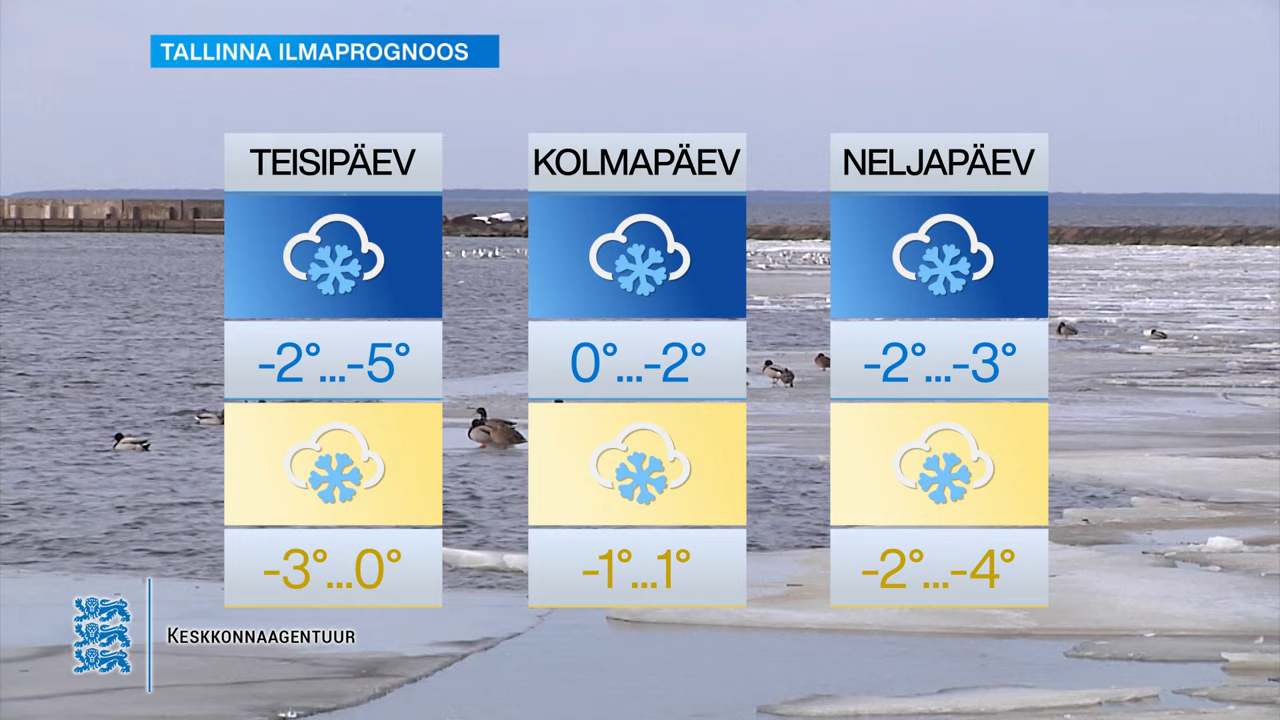 TALLINNA ILMAPROGNOOS
TEISIPÄEV
KOLMAPÄEV
NELJAPÄEV
-2°...-5°
0°...-2°
-2°...-3°
-3°...0°
-1°...1°
-2°...-4°
KESKKONNAAGENTUUR